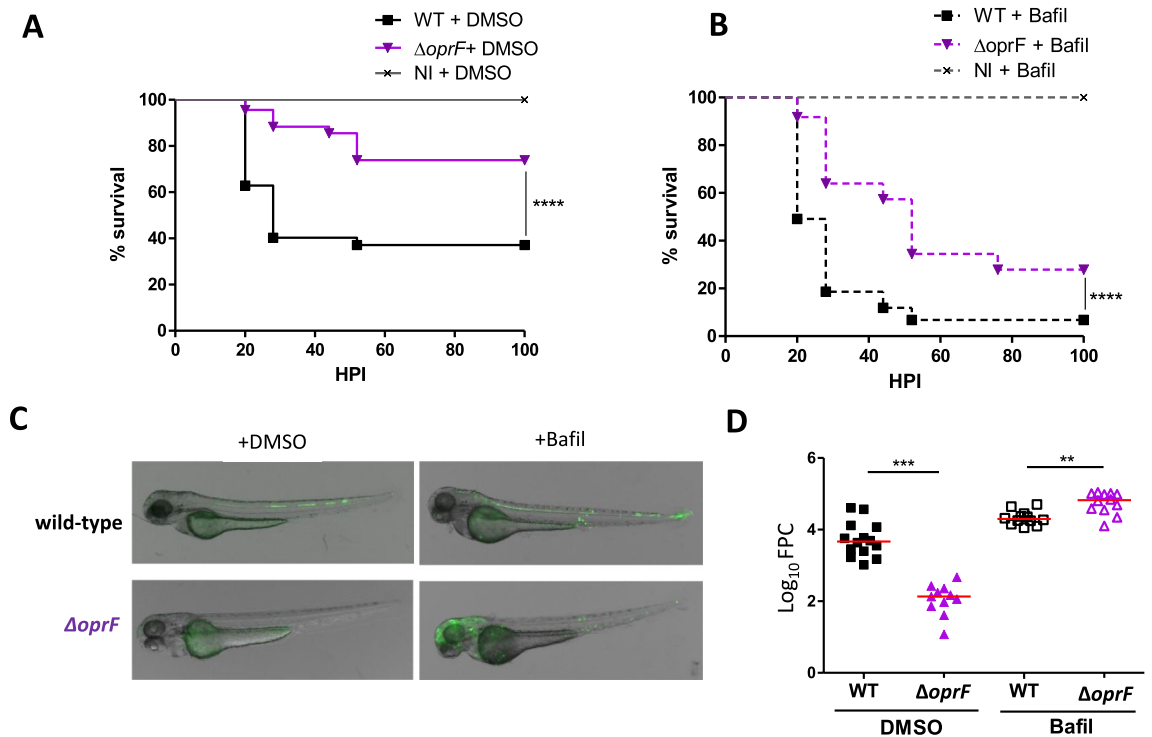 A
WT + DMSO
ΔoprF+ DMSO
NI + DMSO
100
80
60
40
20
0
% survival
0 20 40 60 80 100
HPI
****
B
WT + Bafil
ΔoprF + Bafil
NI + Bafil
100
80
60
40
20
0
% survival
0 20 40 60 80 100
HPI
****
C
+DMSO +Bafil
wild-type
ΔoprF
D
6
4
2
0
Log10 FPC
*** **
WT ΔoprF WT ΔoprF
DMSO Bafil